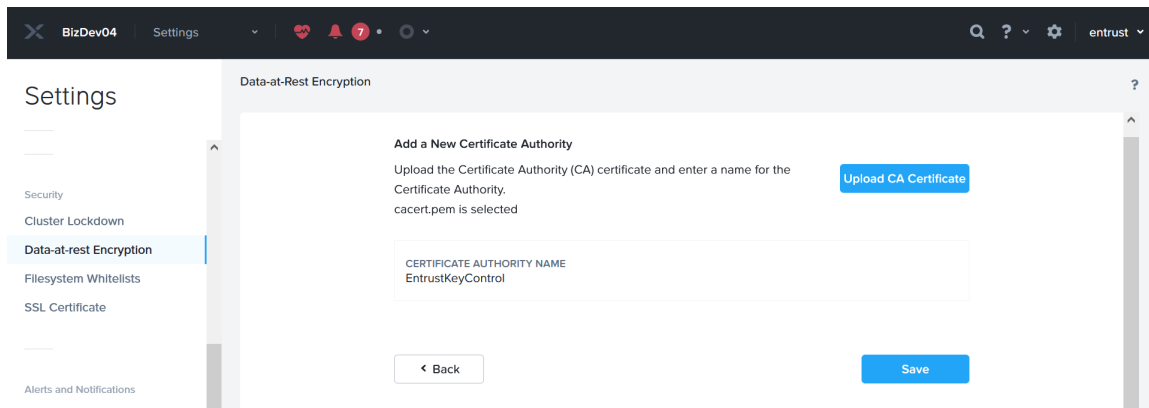 BizDev04 Settings 7 ? entrust
Settings
Data-at-Rest Encryption
?
Security
Cluster Lockdown
Data-at-rest Encryption
Filesystem Whitelists
SSL Certificate
Alerts and Notifications
Add a New Certificate Authority
Upload the Certificate Authority (CA) certificate and enter a name for the
Certificate Authority.
cacert.pem is selected
Upload CA Certificate
CERTIFICATE AUTHORITY NAME
EntrustKeyControl
Back
Save